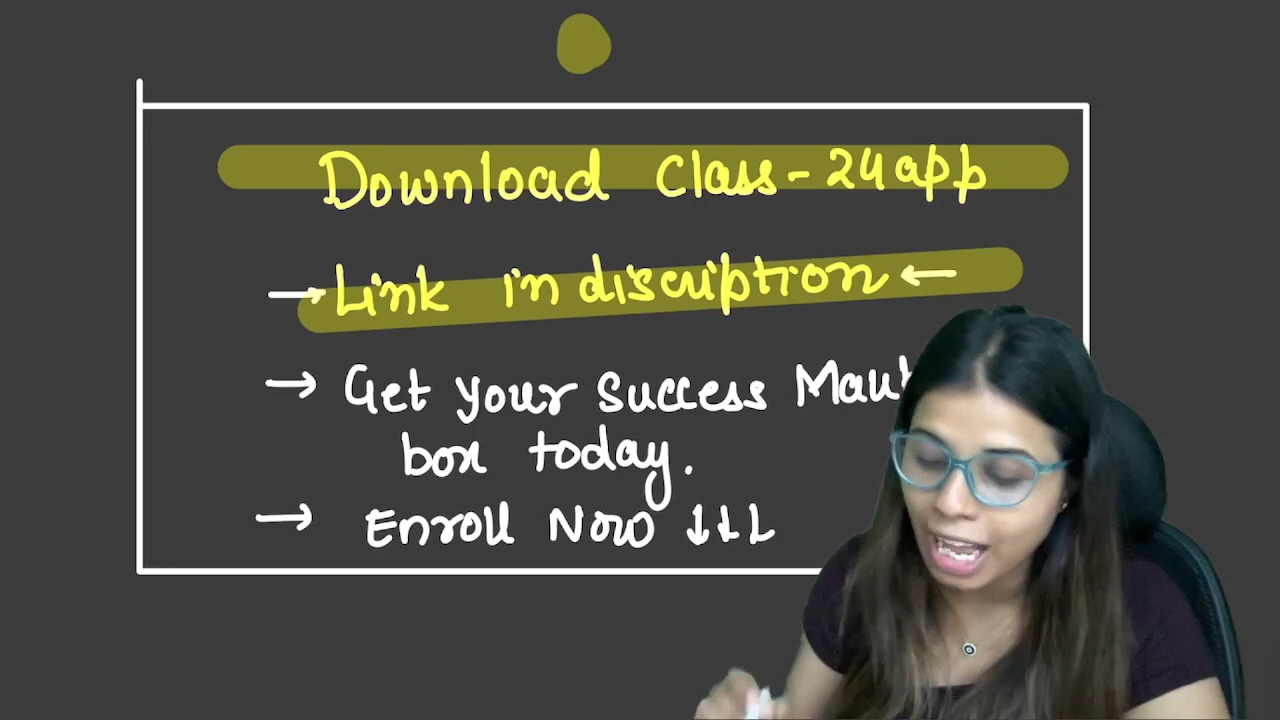 Download Class-24 app
→ Link in discription ←
→ Get your Success
box today.
→ Enroll Now ↓↓↓